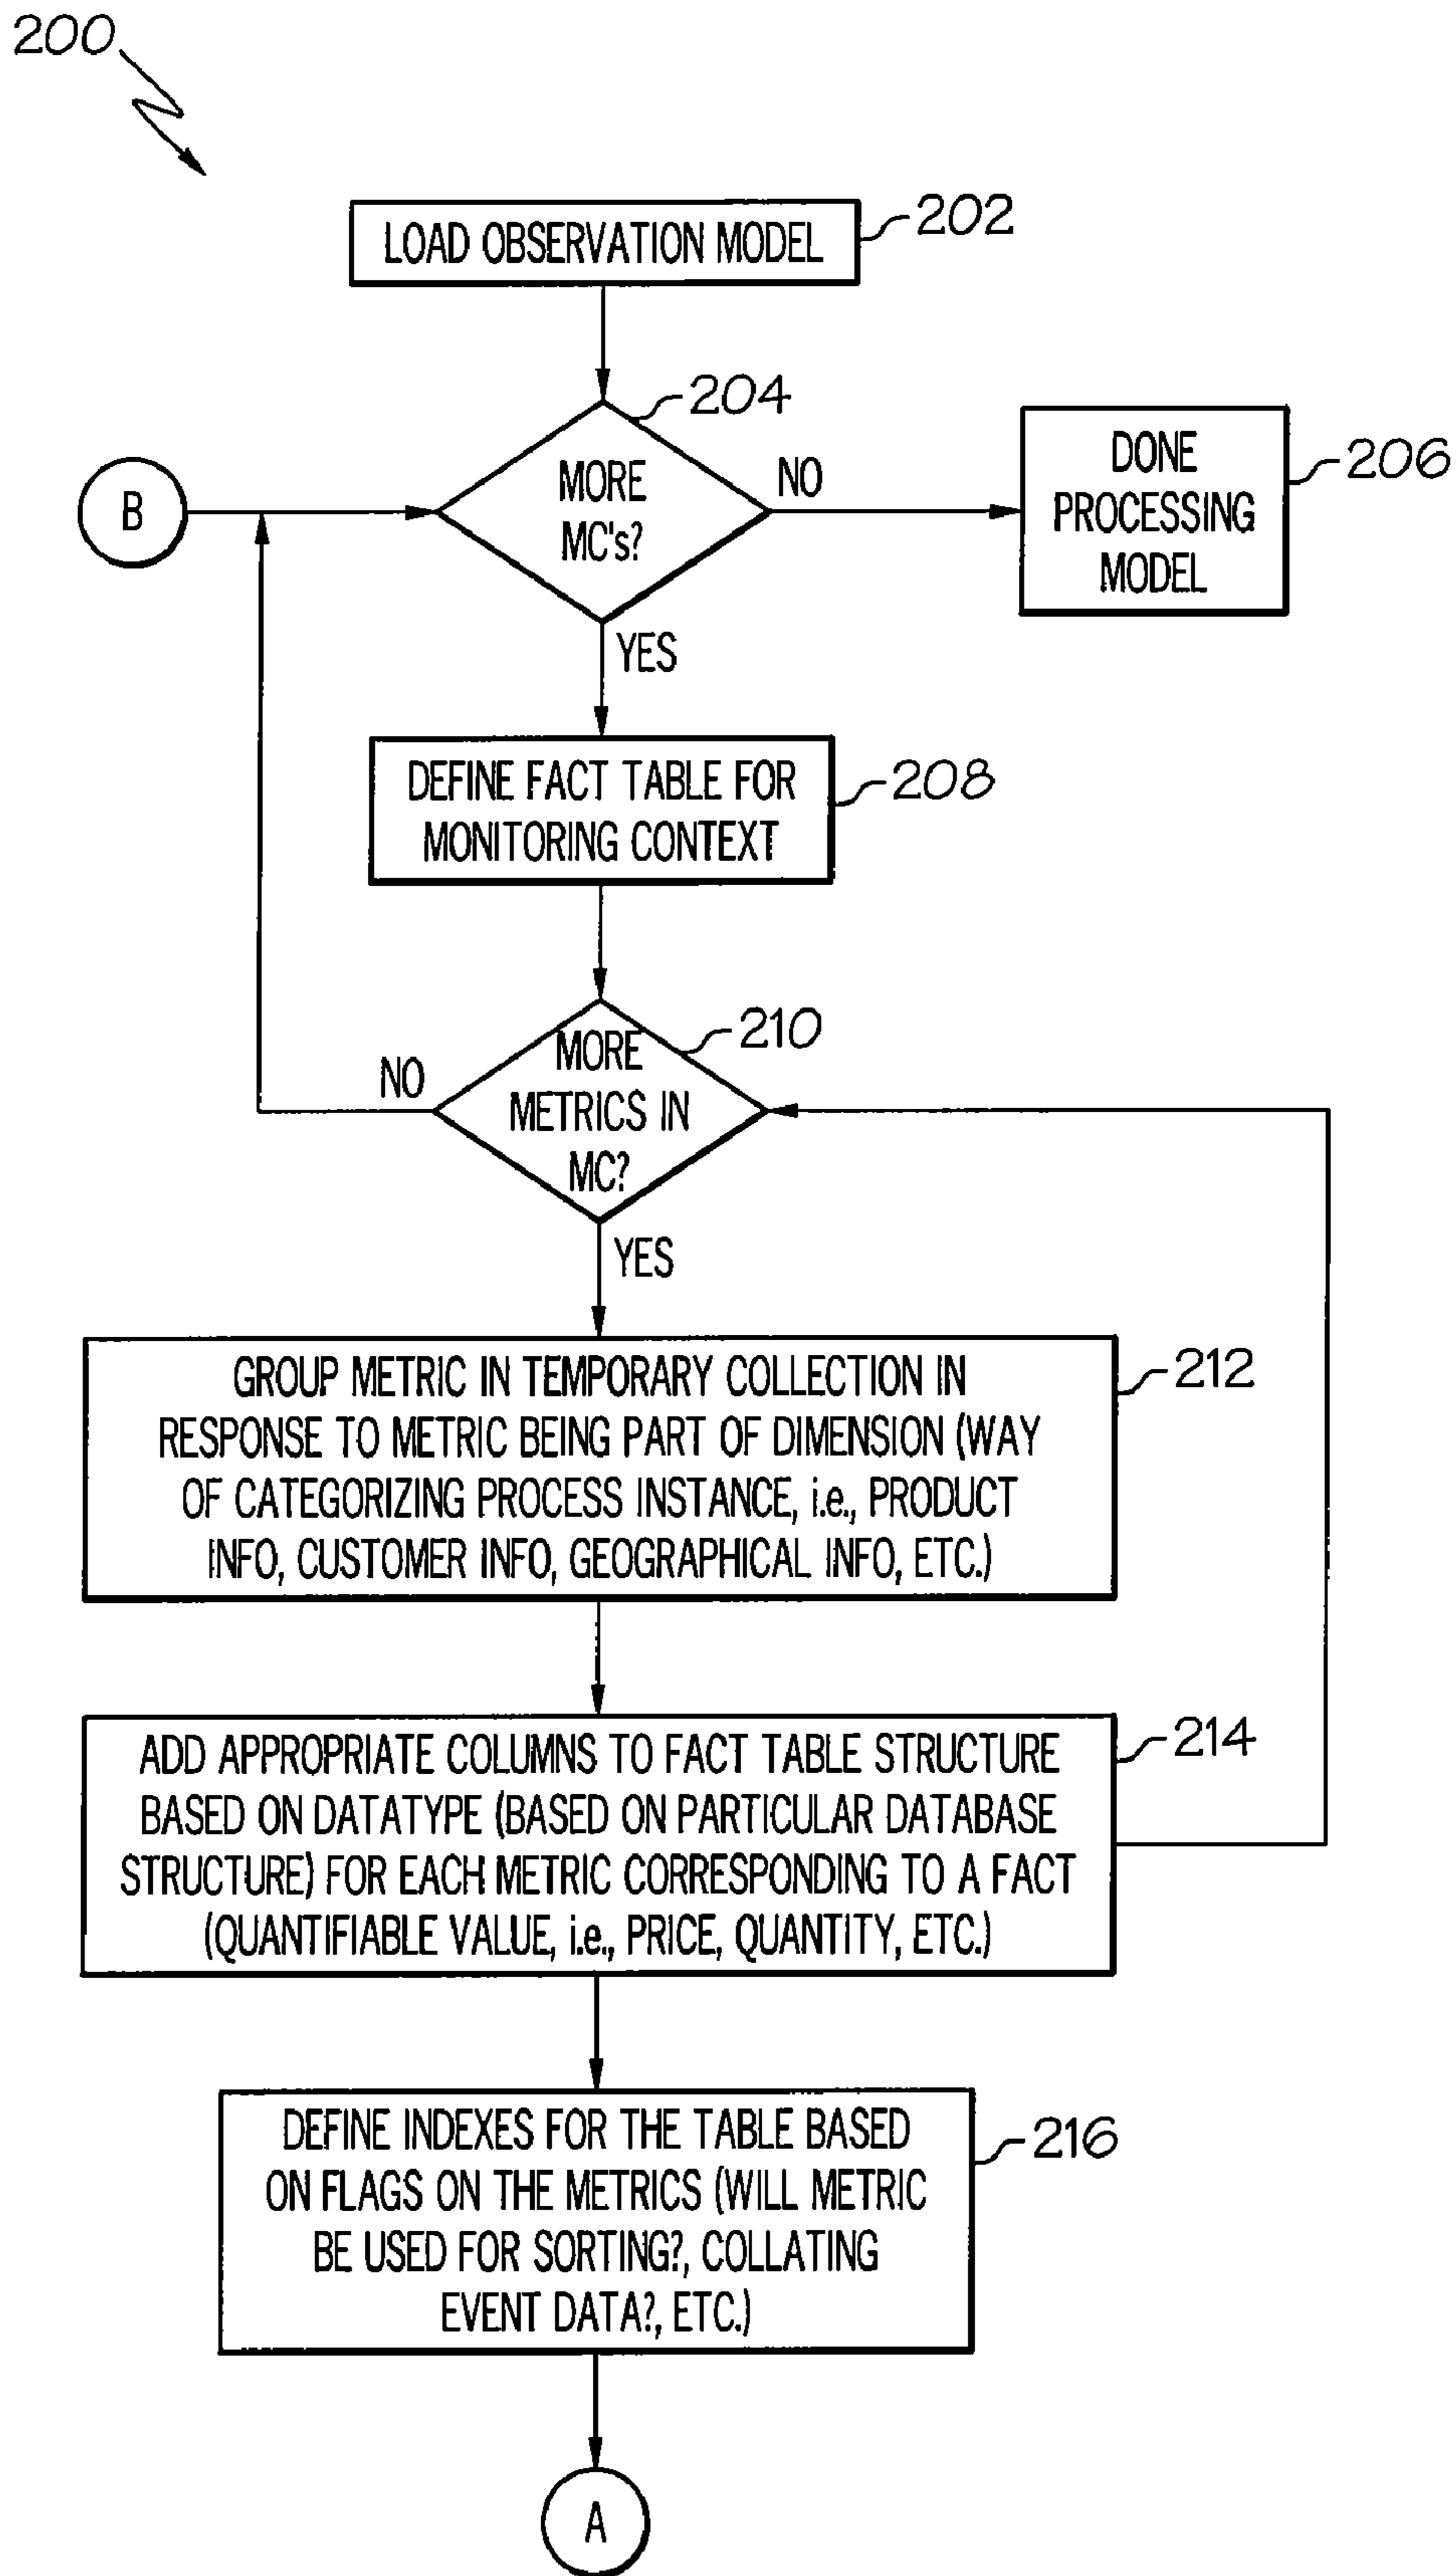 200
LOAD OBSERVATION MODEL
202
204
MORE
MC's?
NO
DONE
PROCESSING
MODEL
206
B
YES
DEFINE FACT TABLE FOR
MONITORING CONTEXT
208
210
MORE
METRICS IN
MC?
NO
YES
GROUP METRIC IN TEMPORARY COLLECTION IN
RESPONSE TO METRIC BEING PART OF DIMENSION (WAY
OF CATEGORIZING PROCESS INSTANCE, i.e., PRODUCT
INFO, CUSTOMER INFO, GEOGRAPHICAL INFO, ETC.)
212
ADD APPROPRIATE COLUMNS TO FACT TABLE STRUCTURE
BASED ON DATATYPE (BASED ON PARTICULAR DATABASE
STRUCTURE) FOR EACH METRIC CORRESPONDING TO A FACT
(QUANTIFIABLE VALUE, i.e., PRICE, QUANTITY, ETC.)
214
DEFINE INDEXES FOR THE TABLE BASED
ON FLAGS ON THE METRICS (WILL METRIC
BE USED FOR SORTING?, COLLATING
EVENT DATA?, ETC.)
216
A